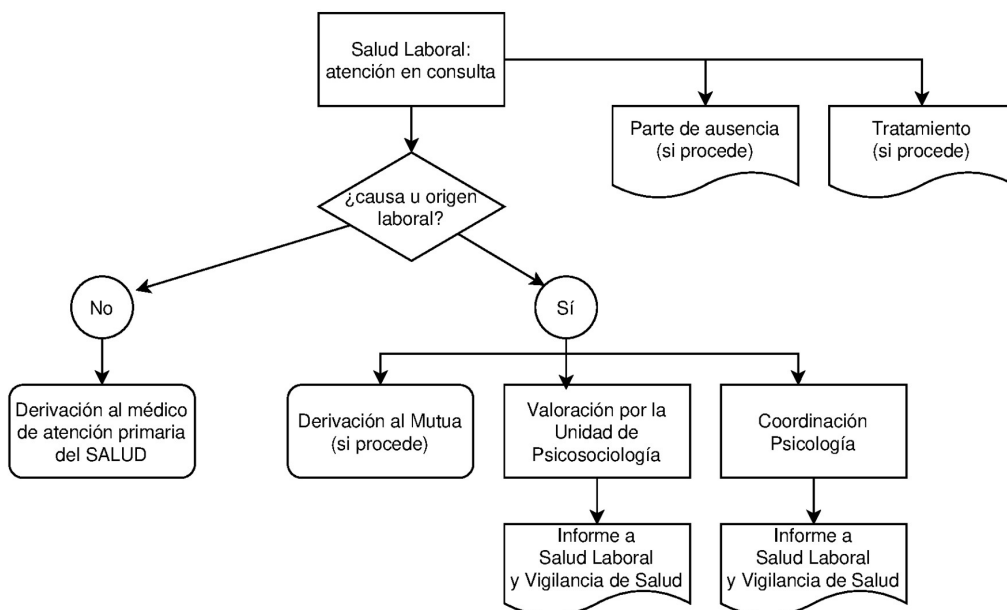 Salud Laboral:
atención en consulta
Parte de ausencia
(si procede)
Tratamiento
(si procede)
¿causa u origen
laboral?
No
Sí
Derivación al médico
de atención primaria
del SALUD
Derivación al Mutua
(si procede)
Valoración por la
Unidad de
Psicosociología
Coordinación
Psicología
Informe a
Salud Laboral
y Vigilancia de Salud
Informe a
Salud Laboral
y Vigilancia de Salud